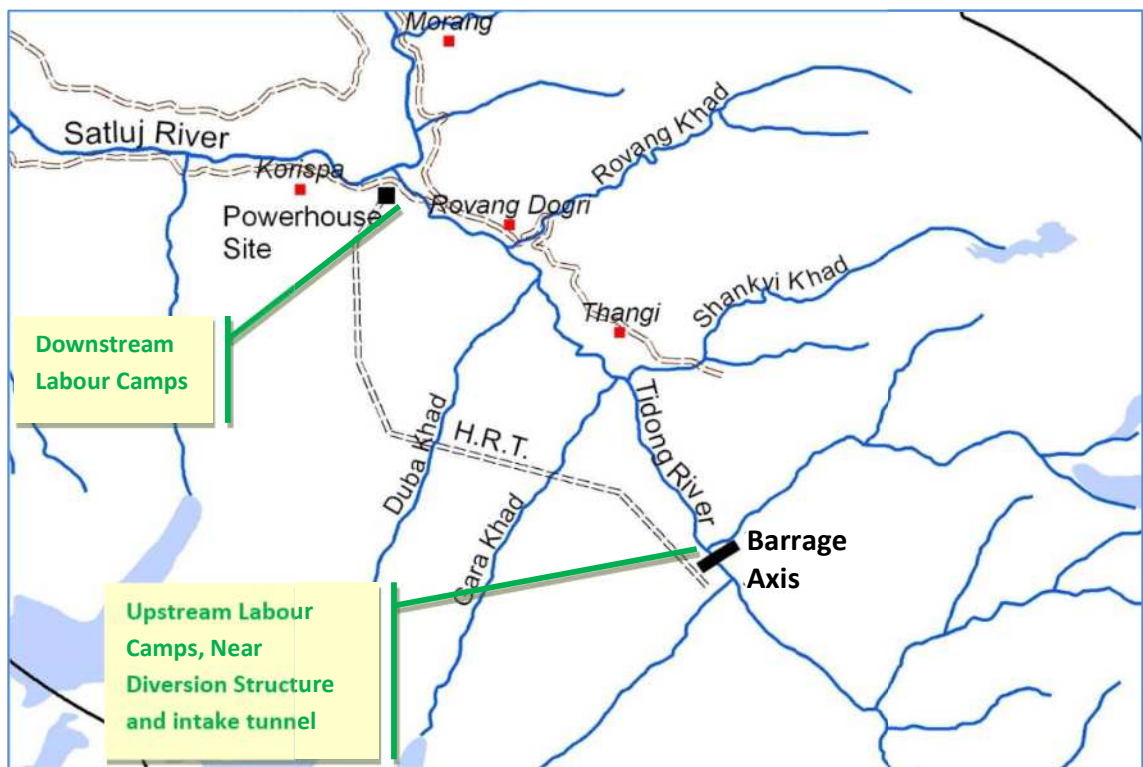 Morang
Satluj River
Korispa
Rovang Khad
Rovang Dogri
Powerhouse
Site
Shankvi Khad
Thangi
Downstream
Labour Camps
Tidong River
H.R.T.
Duba Khad
Gara Khad
Barrage
Axis
Upstream Labour
Camps, Near
Diversion Structure
and intake tunnel